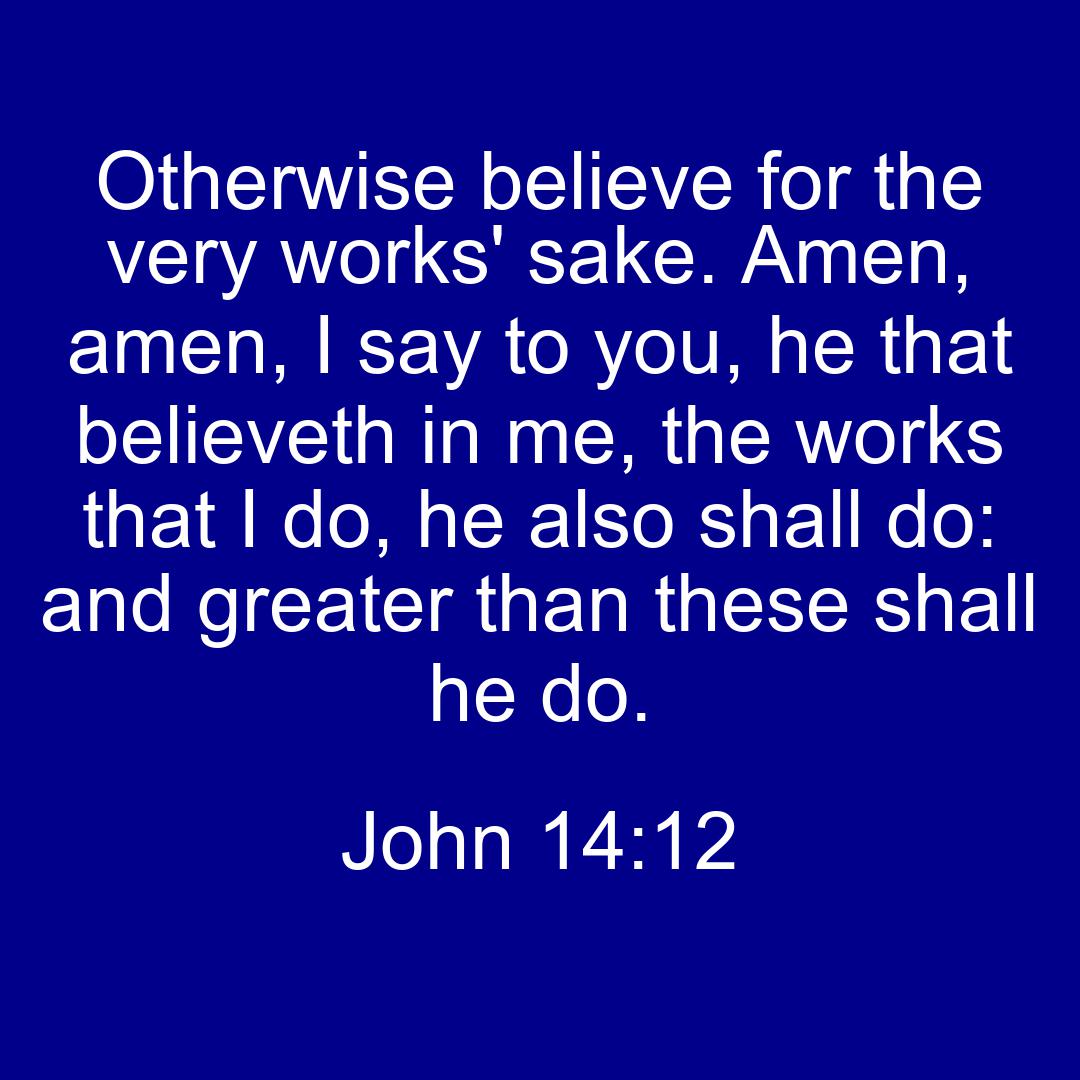 Otherwise believe for the
very works' sake. Amen,
amen, I say to you, he that
believeth in me, the works
that I do, he also shall do:
and greater than these shall
he do.
John 14:12